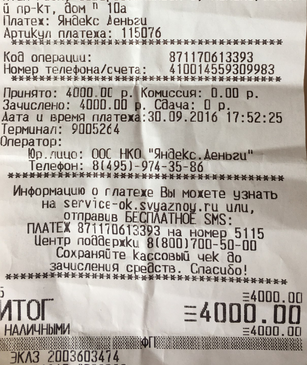 й пр-кт, дом № 10а
Платеж: Яндекс Деньги
Артикул платежа: 115076
****************************************
Код операции: 871170613393
Номер телефона/счета: 410014559309983
****************************************
Принято: 4000.00 р. Комиссия: 0.00 р.
Зачислено: 4000.00 р. Сдача: 0 р.
Дата и время платежа:30.09.2016 17:52:25
Терминал: 9005264
Оператор:
Юр.лицо: ООО НКО "Яндекс.Деньги"
Телефон: 8(495)-974-35-86
****************************************
Информацию о платеже Вы можете узнать
на service-ok.svyaznoy.ru или,
отправив БЕСПЛАТНОЕ SMS:
ПЛАТЕЖ 871170613393 на номер 5115
Центр поддержки 8(800)700-50-00
Сохраняйте кассовый чек до
зачисления средств. Спасибо!
****************************************
≡4000.00
ИТОГ ≡4000.00
НАЛИЧНЫМИ ≡4000.00
ФП
ЭКЛЗ 2003603474